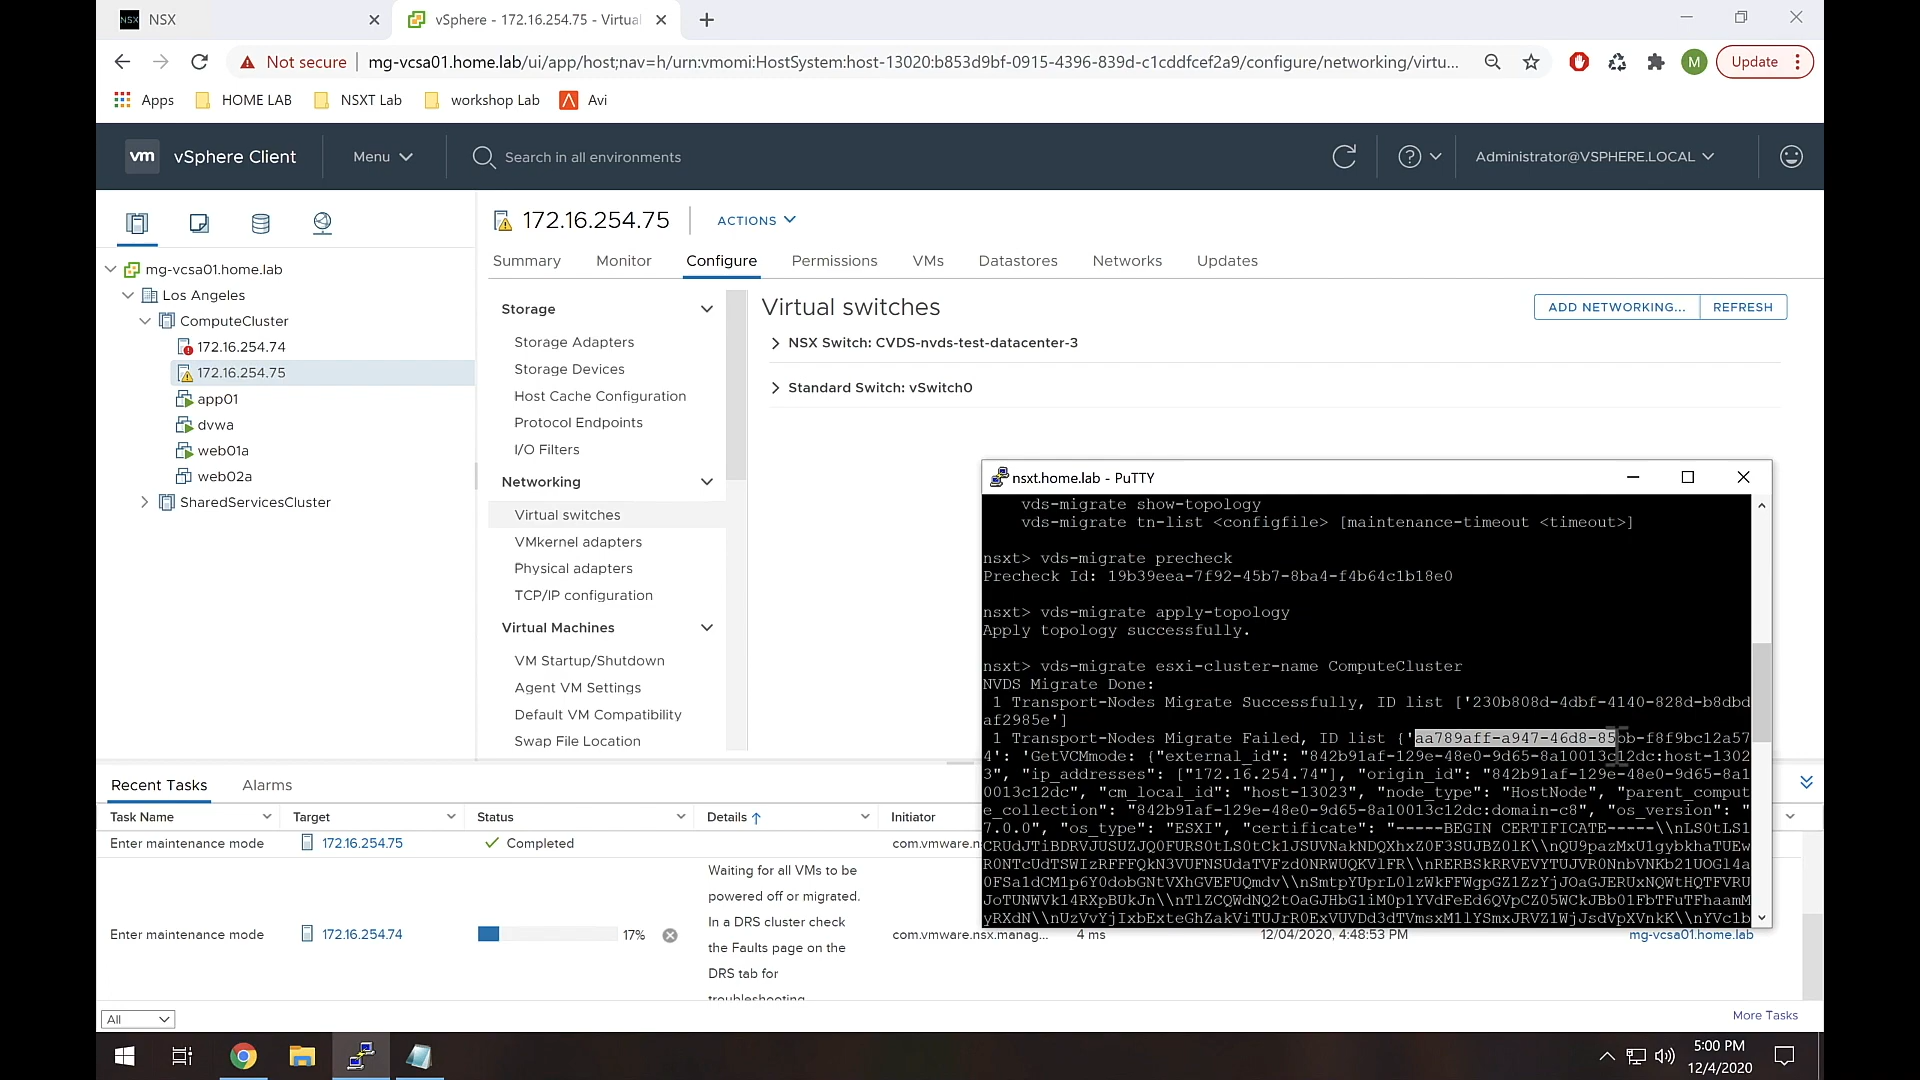 NSX
vSphere - 172.16.254.75 - Virtua
Not secure
mg-vcsa01.home.lab/ui/app/host;nav=h/urn:vmomi:HostSystem:host-13020:b853d9bf-0915-4396-839d-c1cddfcef2a9/configure/networking/virtu...
M
Update
Apps
HOME LAB
NSXT Lab
workshop Lab
Avi
vm
vSphere Client
Menu
Search in all environments
Administrator@VSPHERE.LOCAL
172.16.254.75
ACTIONS
Summary
Monitor
Configure
Permissions
VMs
Datastores
Networks
Updates
mg-vcsa01.home.lab
Los Angeles
ComputeCluster
172.16.254.74
172.16.254.75
app01
dvwa
web01a
web02a
SharedServicesCluster
Storage
Storage Adapters
Storage Devices
Host Cache Configuration
Protocol Endpoints
I/O Filters
Networking
Virtual switches
VMkernel adapters
Physical adapters
TCP/IP configuration
Virtual Machines
VM Startup/Shutdown
Agent VM Settings
Default VM Compatibility
Swap File Location
Virtual switches
ADD NETWORKING...
REFRESH
NSX Switch: CVDS-nvds-test-datacenter-3
Standard Switch: vSwitch0
nsxt.home.lab - PuTTY
vds-migrate show-topology
vds-migrate tn-list <configfile> [maintenance-timeout <timeout>]
nsxt> vds-migrate precheck
Precheck Id: 19b39eea-7f92-45b7-8ba4-f4b64c1b18e0
nsxt> vds-migrate apply-topology
Apply topology successfully.
nsxt> vds-migrate esxi-cluster-name ComputeCluster
NVDS Migrate Done:
1 Transport-Nodes Migrate Successfully, ID list ['230b808d-4dbf-4140-828d-b8dbd
af2985e']
1 Transport-Nodes Migrate Failed, ID list {'aa789aff-a947-46d8-85bb-f8f9bc12a57
4': 'GetVCMmode: {"external_id": "842b91af-129e-48e0-9d65-8a10013c12dc:host-1302
3", "ip_addresses": ["172.16.254.74"], "origin_id": "842b91af-129e-48e0-9d65-8a1
0013c12dc", "cm_local_id": "host-13023", "node_type": "HostNode", "parent_comput
e_collection": "842b91af-129e-48e0-9d65-8a10013c12dc:domain-c8", "os_version": "
7.0.0", "os_type": "ESXI", "certificate": "-----BEGIN CERTIFICATE-----\\nLS0tLS1
Recent Tasks
Alarms
Task Name
Target
Status
Details
Initiator
Enter maintenance mode
172.16.254.75
Completed
com.vmware.n
Enter maintenance mode
172.16.254.74
17%
Waiting for all VMs to be
powered off or migrated.
In a DRS cluster check
the Faults page on the
DRS tab for
troubleshooting
com.vmware.nsx.manag...
4 ms
12/04/2020, 4:48:53 PM
mg-vcsa01.home.lab
All
More Tasks
5:00 PM
12/4/2020